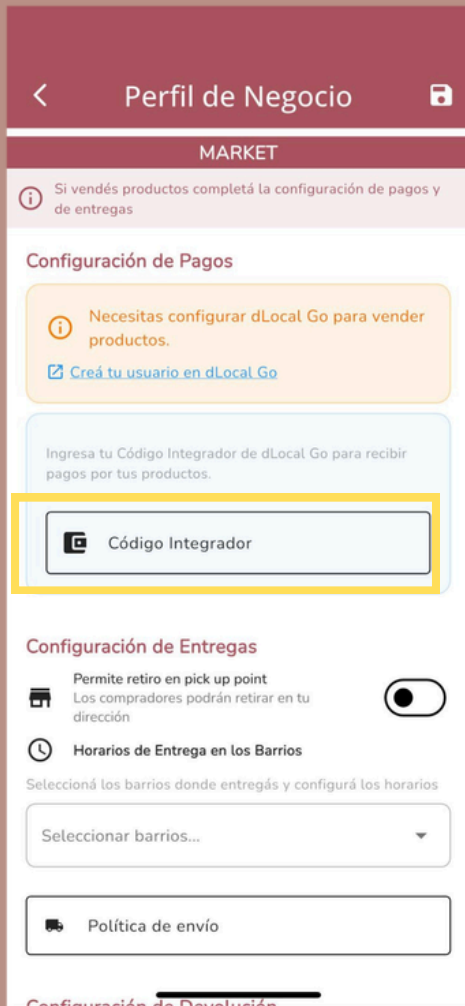 Perfil de Negocio
MARKET
Si vendés productos completá la configuración de pagos y
de entregas
Configuración de Pagos
Necesitas configurar dLocal Go para vender
productos.
Creá tu usuario en dLocal Go
Ingresa tu Código Integrador de dLocal Go para recibir
pagos por tus productos.
Código Integrador
Configuración de Entregas
Permite retiro en pick up point
Los compradores podrán retirar en tu
dirección
Horarios de Entrega en los Barrios
Seleccioná los barrios donde entregás y configurá los horarios
Seleccionar barrios...
Política de envío
Configuración de Devolución